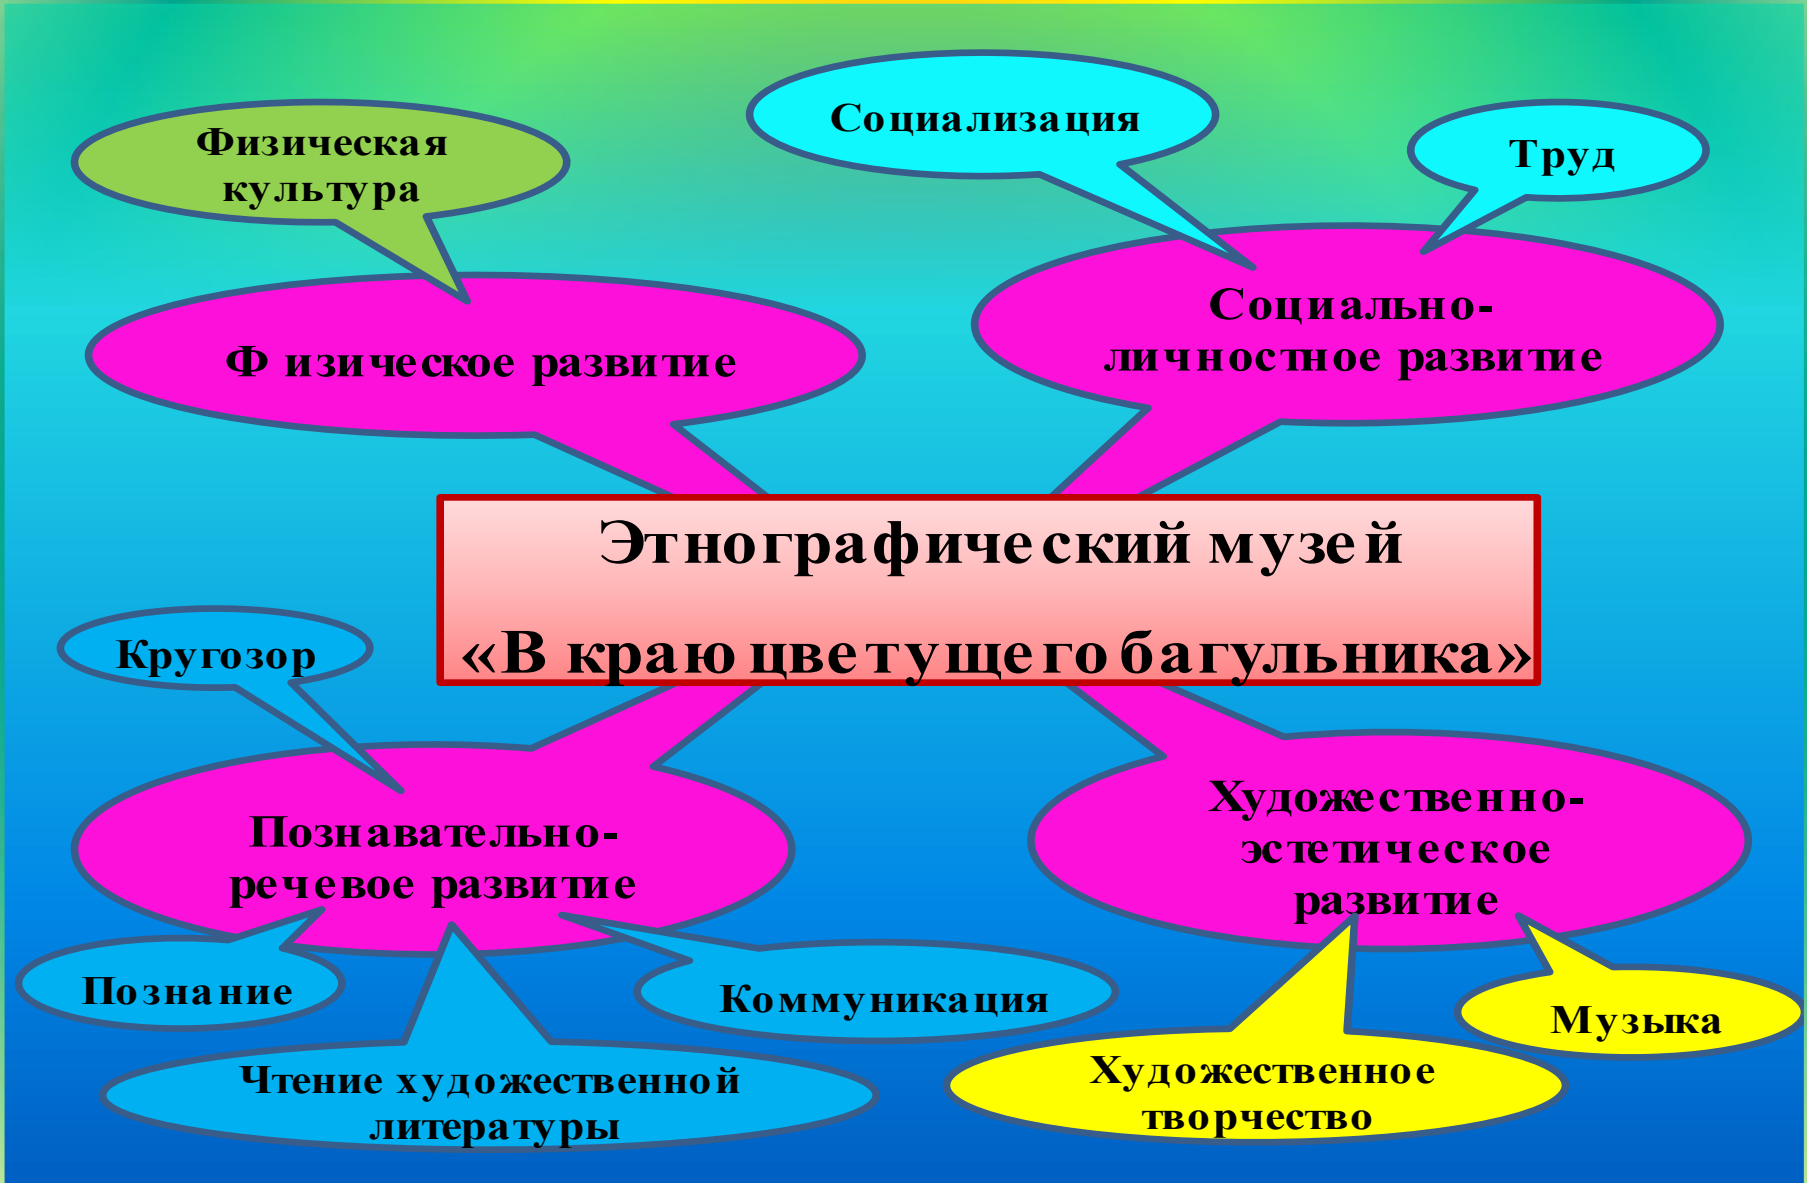 Социализация
Физическая
культура
Труд
Социально-
личностное развитие
Физическое развитие
Этнографический музей
«В краю цветущего багульника»
Кругозор
Познавательно-
речевое развитие
Художественно-
эстетическое
развитие
Познание
Коммуникация
Музыка
Чтение художественной
литературы
Художественное
творчество